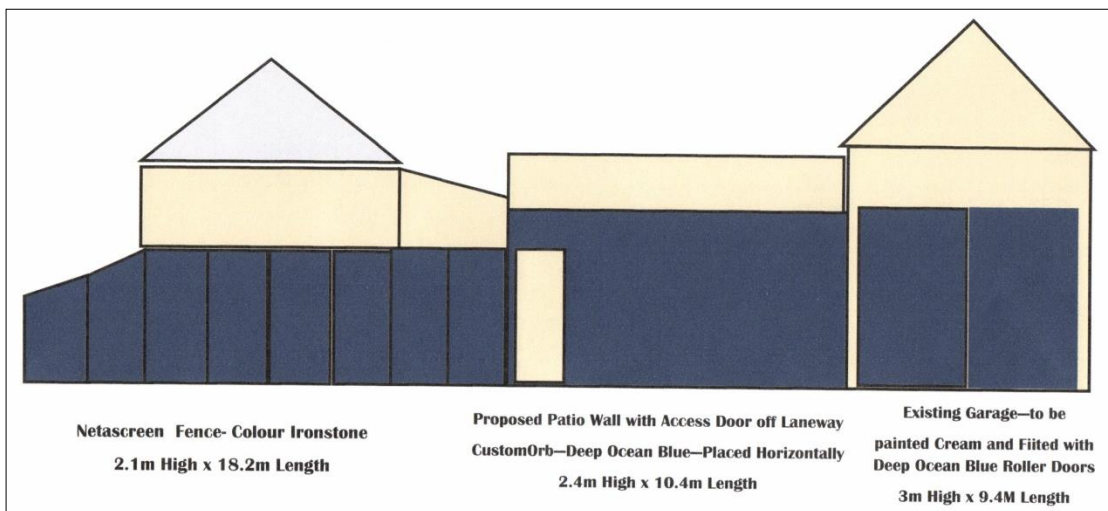 Netascreen Fence- Colour Ironstone
2.1m High x 18.2m Length
Proposed Patio Wall with Access Door off Laneway
CustomOrb—Deep Ocean Blue—Placed Horizontally
2.4m High x 10.4m Length
Existing Garage—to be
painted Cream and Fiited with
Deep Ocean Blue Roller Doors
3m High x 9.4M Length